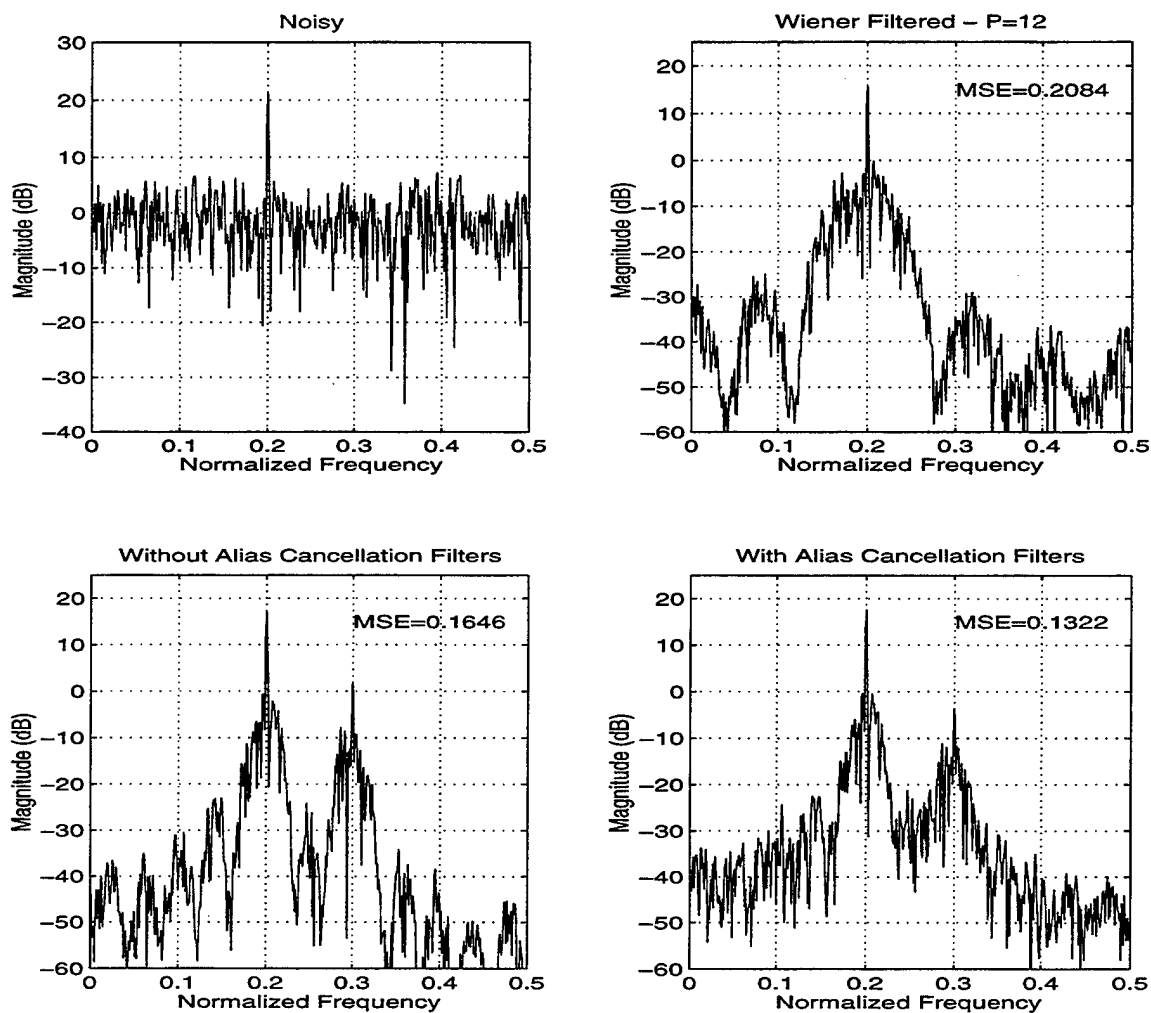 Noisy
30
20
10
0
−10
−20
−30
−40
Magnitude (dB)
0 0.1 0.2 0.3 0.4 0.5
Normalized Frequency
Wiener Filtered − P=12
MSE=0.2084
20
10
0
−10
−20
−30
−40
−50
−60
Magnitude (dB)
0 0.1 0.2 0.3 0.4 0.5
Normalized Frequency
Without Alias Cancellation Filters
MSE=0.1646
20
10
0
−10
−20
−30
−40
−50
−60
Magnitude (dB)
0 0.1 0.2 0.3 0.4 0.5
Normalized Frequency
With Alias Cancellation Filters
MSE=0.1322
20
10
0
−10
−20
−30
−40
−50
−60
Magnitude (dB)
0 0.1 0.2 0.3 0.4 0.5
Normalized Frequency